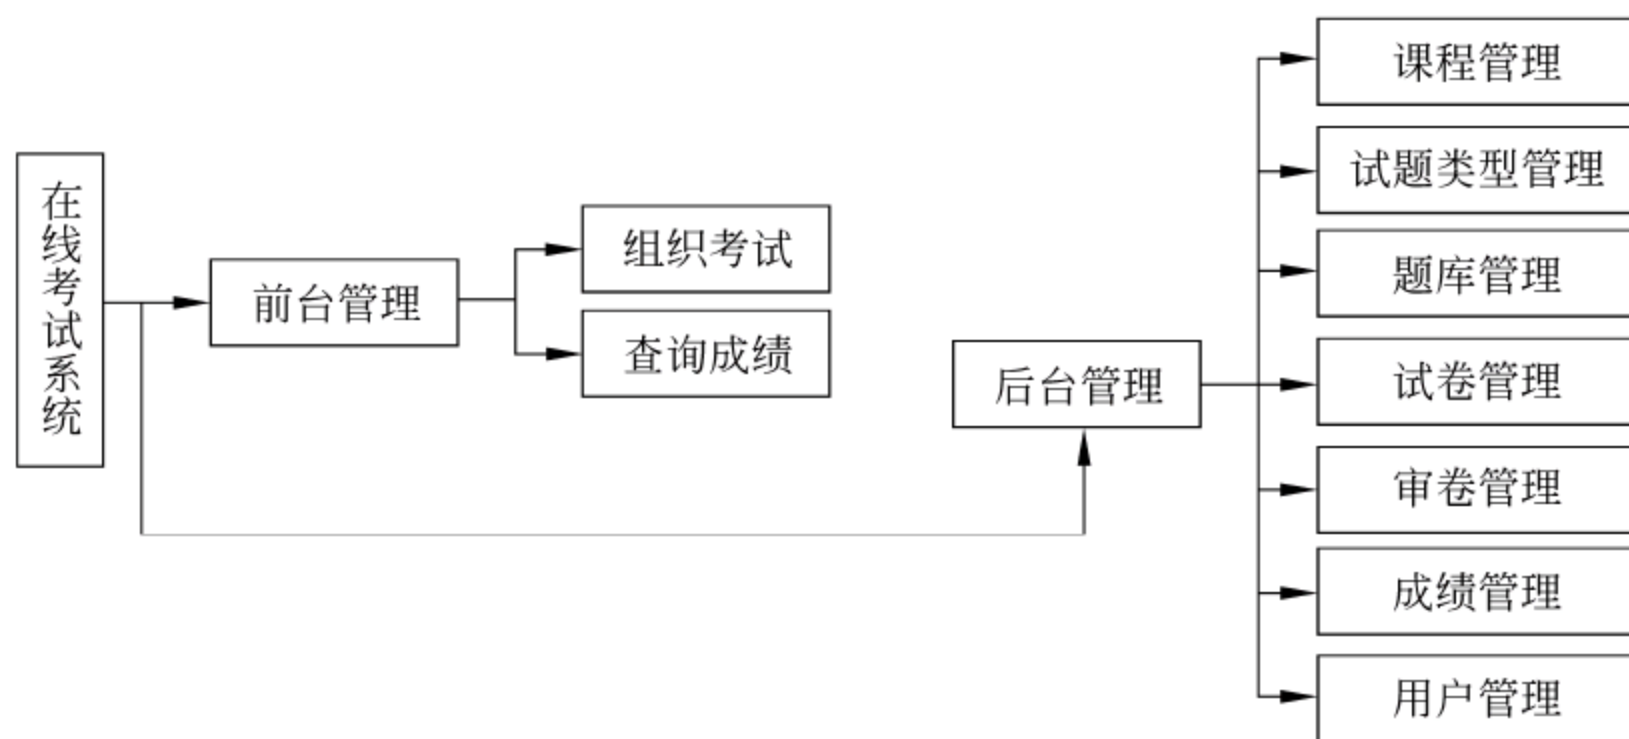 在线考试系统
前台管理
组织考试
查询成绩
后台管理
课程管理
试题类型管理
题库管理
试卷管理
审卷管理
成绩管理
用户管理